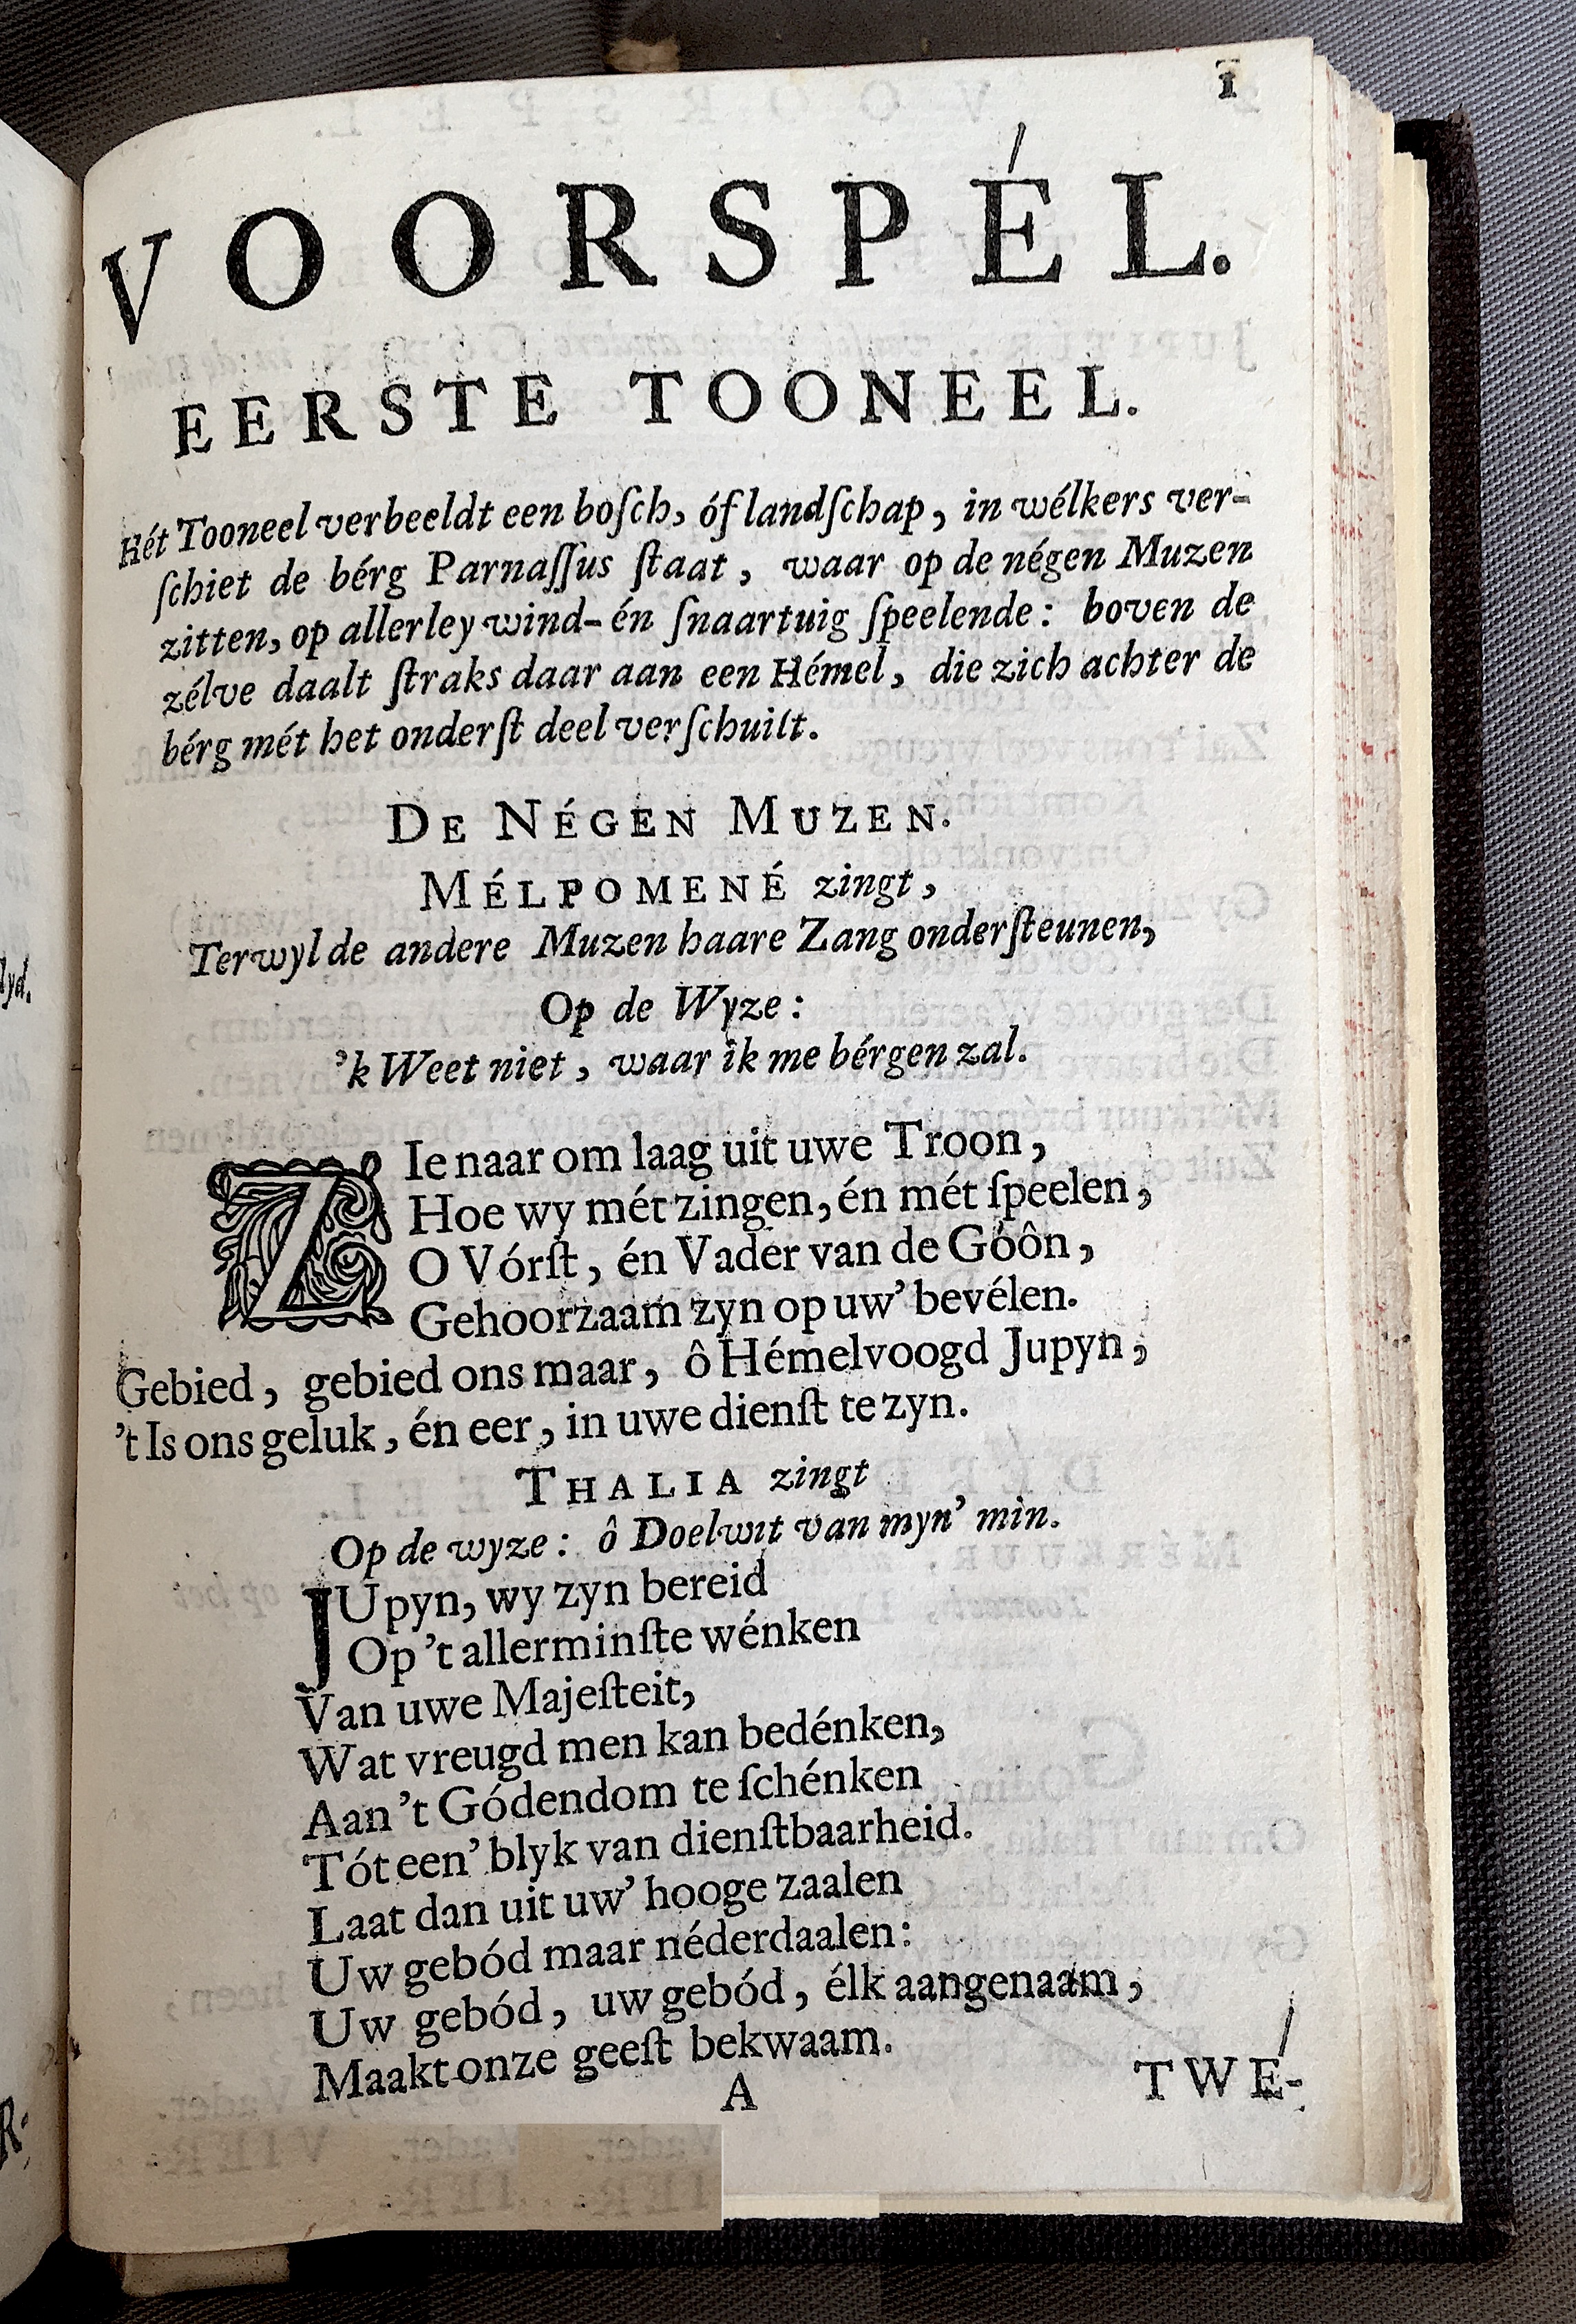 1
VOORSPÉL.
EERSTE TOONEEL.
Hét Tooneel verbeeldt een boſch, óf landſchap, in wélkers ver-
ſchiet de bérg Parnaſſus ſtaat, waar op de négen Muzen
zitten, op allerley wind- én ſnaartuig ſpeelende: boven de
zélve daalt ſtraks daar aan een Hémel, die zich achter de
bérg mét het onderſt deel verſchuilt.
DE NÉGEN MUZEN.
MÉLPOMENÉ zingt,
Terwyl de andere Muzen haare Zang onderſteunen,
Op de Wyze:
'k Weet niet, waar ik me bérgen zal.
ZIe naar om laag uit uwe Troon,
Hoe wy mét zingen, én mét ſpeelen,
O Vórſt, én Vader van de Góôn,
Gehoorzaam zyn op uw' bevélen.
Gebied, gebied ons maar, ô Hémelvoogd Jupyn,
't Is ons geluk, én eer, in uwe dienſt te zyn.
THALIA zingt
Op de wyze: ô Doelwit van myn' min.
JUpyn, wy zyn bereid
Op 't allerminſte wénken
Van uwe Majeſteit,
Wat vreugd men kan bedénken,
Aan 't Gódendom te ſchénken
Tót een' blyk van dienſtbaarheid.
Laat dan uit uw' hooge zaalen
Uw gebód maar néderdaalen:
Uw gebód, uw gebód, élk aangenaam,
Maakt onze geeſt bekwaam.
A
TWÉ-
lyd.
R-